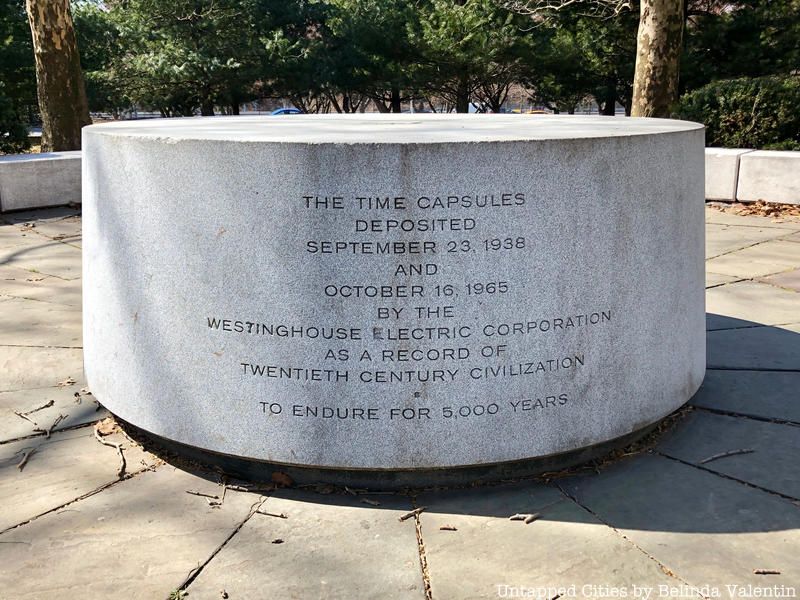 THE TIME CAPSULES
DEPOSITED
SEPTEMBER 23, 1938
AND
OCTOBER 16, 1965
BY THE
WESTINGHOUSE ELECTRIC CORPORATION
AS A RECORD OF
TWENTIETH CENTURY CIVILIZATION
TO ENDURE FOR 5,000 YEARS
Untapped Cities by Belinda Valentin